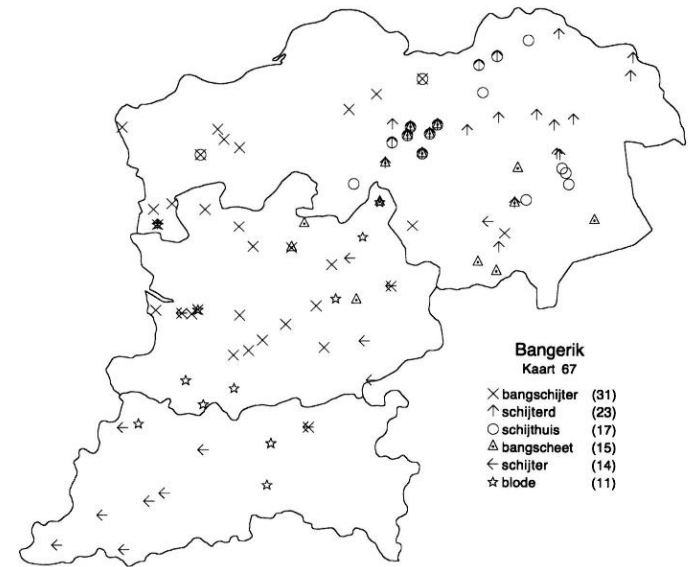 Bangerik
Kaart 67
bangschijter (31)
schijterd (23)
schijthuis (17)
bangscheet (15)
schijter (14)
blode (11)